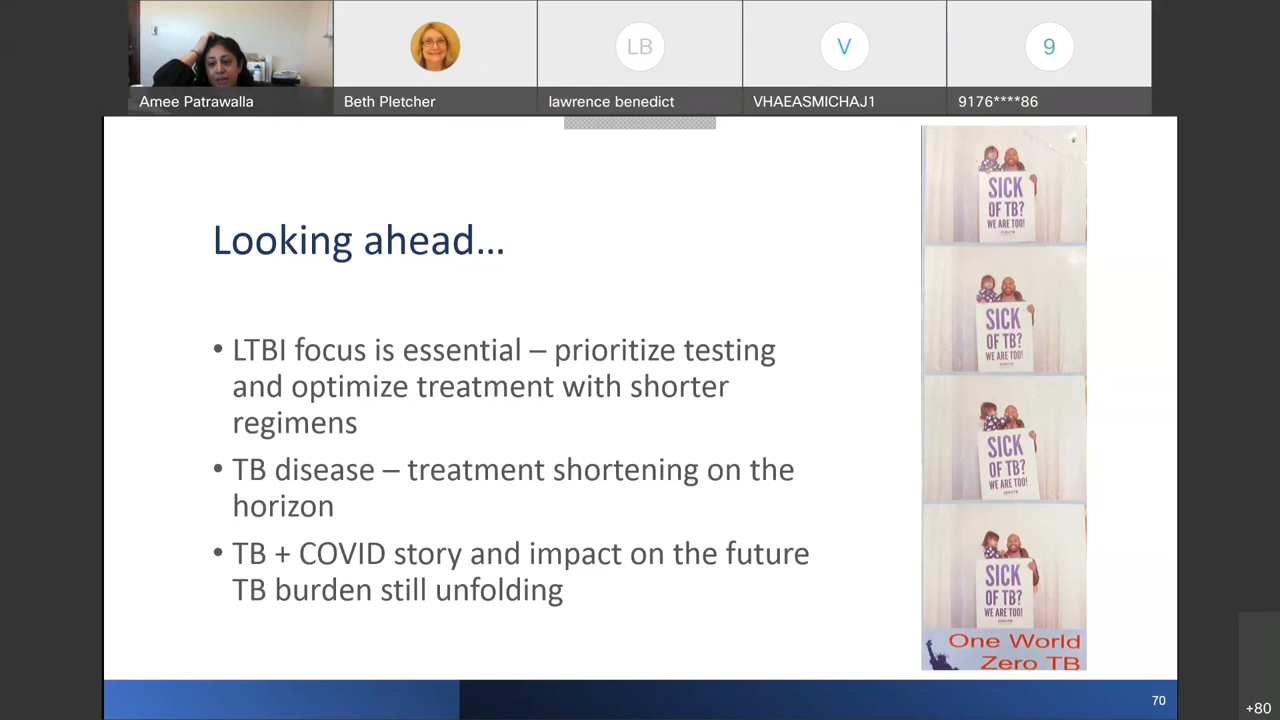 LB
V
9
Amee Patrawalla
Beth Pletcher
lawrence benedict
VHAEASMICHAJ1
9176****86
Looking ahead...
• LTBI focus is essential – prioritize testing
and optimize treatment with shorter
regimens
• TB disease – treatment shortening on the
horizon
• TB + COVID story and impact on the future
TB burden still unfolding
SICK
OF TB?
WE ARE TOO!
SICK
OF TB?
WE ARE TOO!
SICK
OF TB?
WE ARE TOO!
SICK
OF TB?
WE ARE TOO!
One World
Zero TB
70
+80